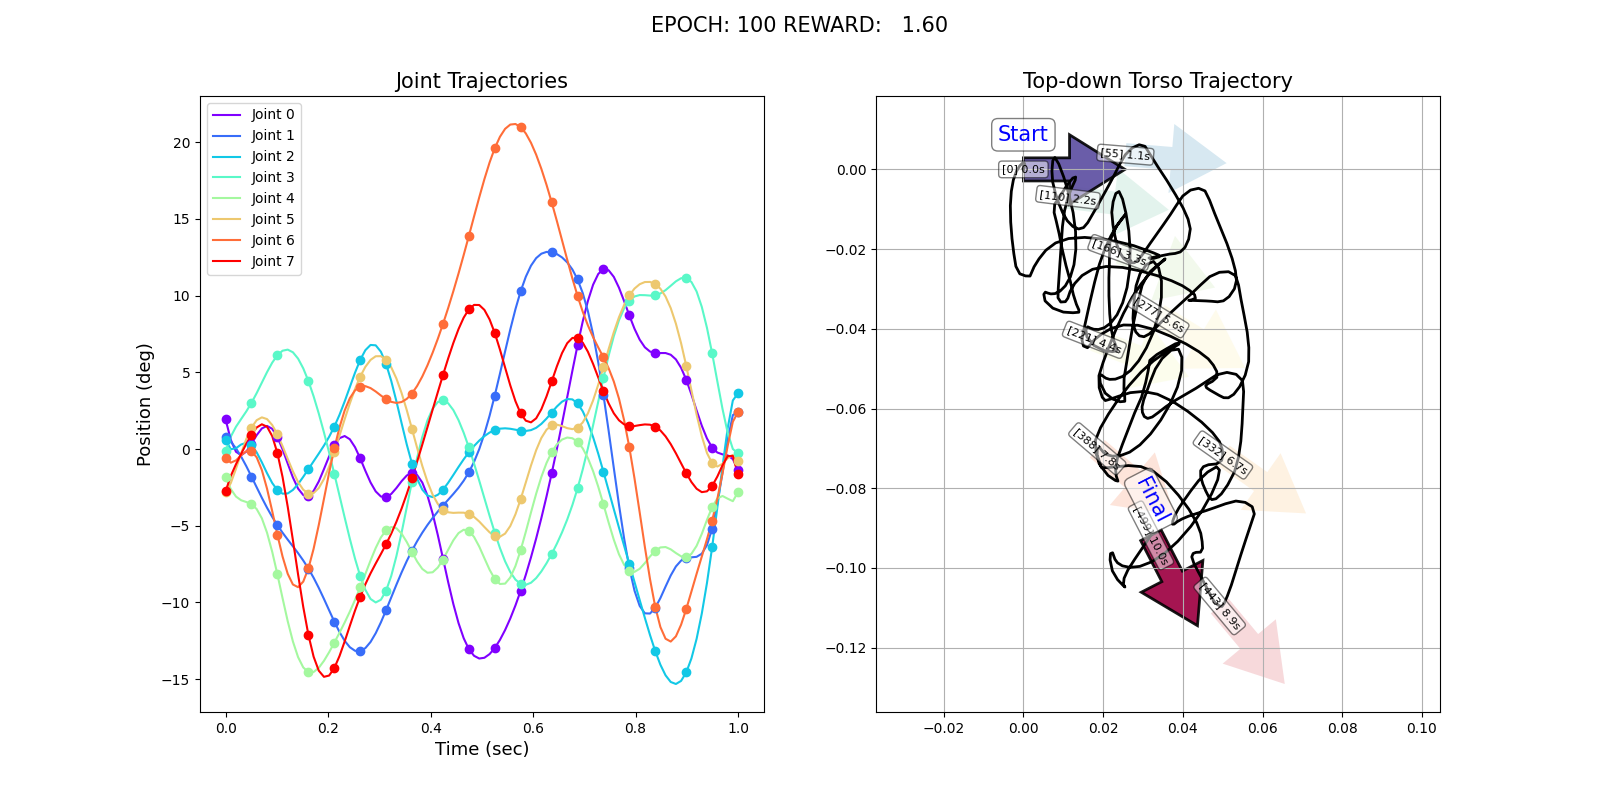 EPOCH: 100 REWARD:   1.60
Joint Trajectories
Joint 0
Joint 1
Joint 2
Joint 3
Joint 4
Joint 5
Joint 6
Joint 7
Position (deg)
20
15
10
5
0
−5
−10
−15
0.0
0.2
0.4
0.6
0.8
1.0
Time (sec)
Top-down Torso Trajectory
Start
[0] 0.0s
[55] 1.1s
[110] 2.2s
[166] 3.3s
[277] 5.6s
[221] 4.4s
[388] 7.8s
[332] 6.7s
Final
[499] 10.0s
[443] 8.9s
0.00
−0.02
−0.04
−0.06
−0.08
−0.10
−0.12
−0.02
0.00
0.02
0.04
0.06
0.08
0.10